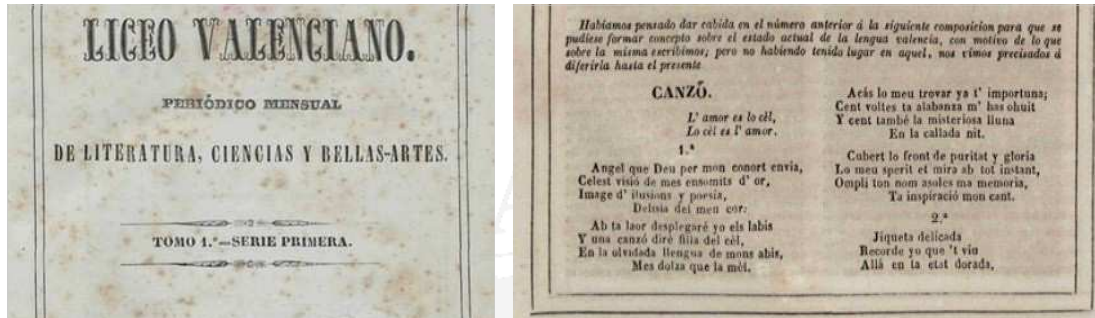 LICEO VALENCIANO.
PERIÓDICO MENSUAL
DE LITERATURA, CIENCIAS Y BELLAS-ARTES.
TOMO 1.º—SERIE PRIMERA.
Habíamos pensado dar cabida en el número anterior á la siguiente composicion para que se
pudiese formar concepto sobre el estado actual de la lengua valencia, con motivo de lo que
sobre la misma escribimos; pero no habiendo tenido lugar en aquel, nos vimos precisados á
diferirla hasta el presente
CANZÓ.
L' amor es lo cèl,
Lo cèl es l' amor.
1.ª
Angel que Deu per mon conort envia,
Celest visió de mes ensomits d' or,
Image d' ilusions y poesia,
Delisia del meu cor:
Ab ta laor desplegaré yo els labis
Y una canzó diré filla del cèl,
En la olvidada llengua de mons abis,
Mes dolza que la mèl.
Acás lo meu trovar ya t' importuna;
Cent voltes ta alabanza m' has ohuit
Y cent també la misteriosa lluna
En la callada nit.
Cubert lo front de puritat y gloria
Lo meu sperit et mira ab tot instant,
Ompli ton nom asoles ma memoria,
Ta inspiració mon cant.
2.ª
Jiqueta delicada
Recorde yo que 't viu
Allá en ta etat dorada,